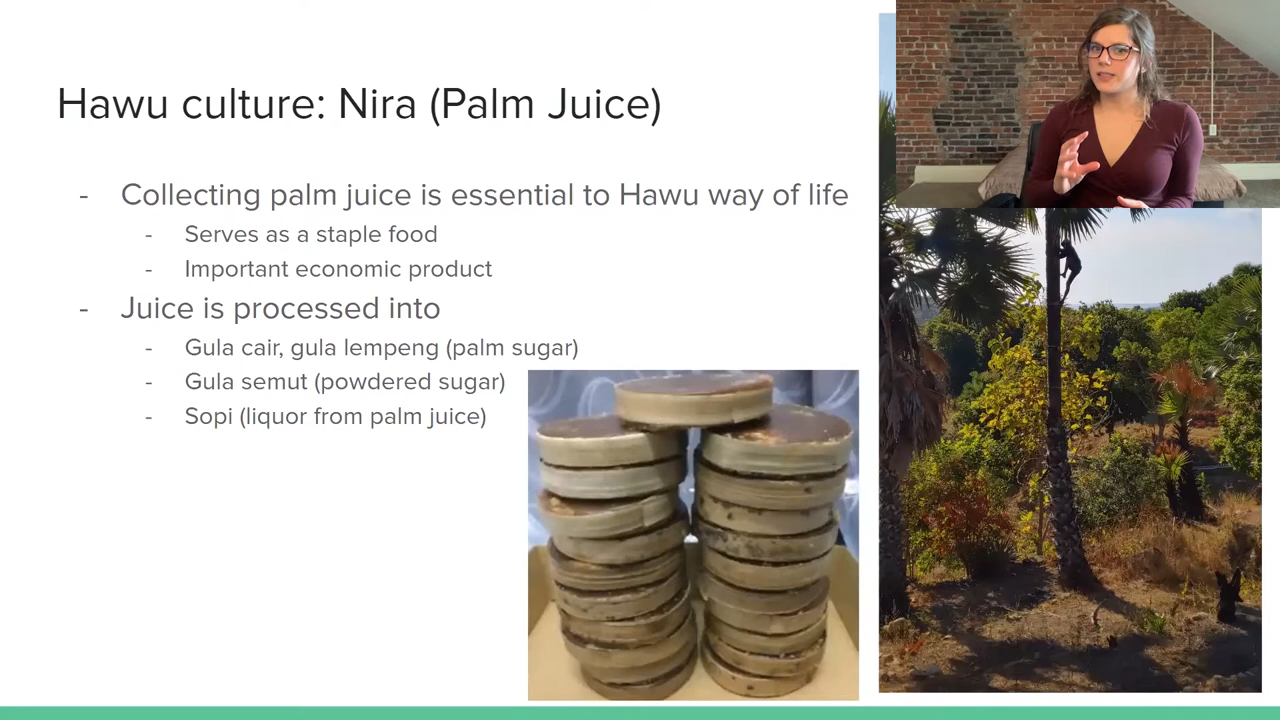 Hawu culture: Nira (Palm Juice)
- Collecting palm juice is essential to Hawu way of life
- Serves as a staple food
- Important economic product
- Juice is processed into
- Gula cair, gula lempeng (palm sugar)
- Gula semut (powdered sugar)
- Sopi (liquor from palm juice)